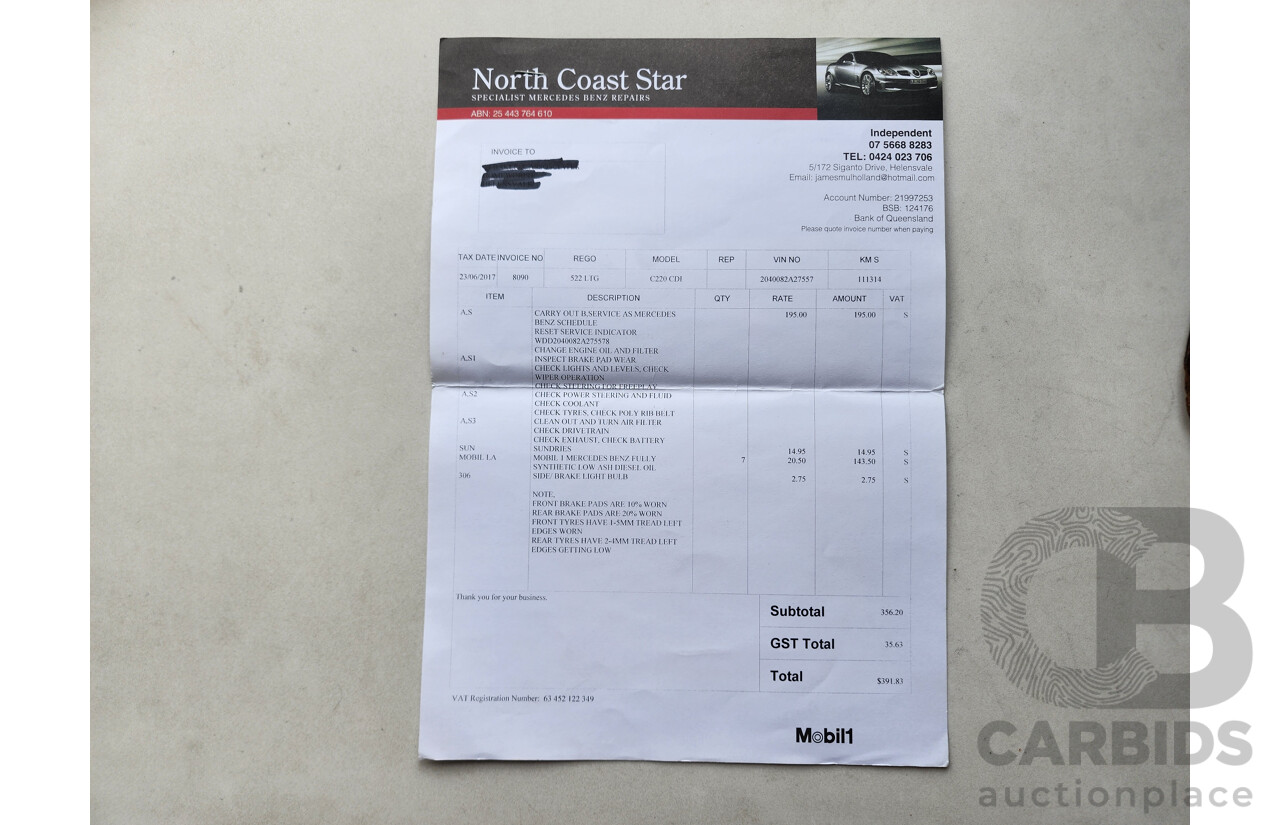 North Coast Star
SPECIALIST MERCEDES BENZ REPAIRS
ABN: 25 443 764 610
Independent
07 5668 8283
TEL: 0424 023 706
5/172 Siganto Drive, Helensvale
Email: jamesmulholland@hotmail.com
INVOICE TO
Account Number: 21997253
BSB: 124176
Bank of Queensland
Please quote invoice number when paying
TAX DATE INVOICE NO REGO MODEL REP VIN NO KM S
23/06/2017 8090 522 LTG C220 CDI 2040082A27557 111314
ITEM DESCRIPTION QTY RATE AMOUNT VAT
A,S CARRY OUT B,SERVICE AS MERCEDES 195.00 195.00 S
BENZ SCHEDULE
RESET SERVICE INDICATOR
WDD2040082A275578
CHANGE ENGINE OIL AND FILTER
A,S1 INSPECT BRAKE PAD WEAR
CHECK LIGHTS AND LEVELS, CHECK
WIPER OPERATION
CHECK STEERING FOR FREEPLAY
A,S2 CHECK POWER STEERING AND FLUID
CHECK COOLANT
CHECK TYRES, CHECK POLY RIB BELT
A,S3 CLEAN OUT AND TURN AIR FILTER
CHECK DRIVETRAIN
CHECK EXHAUST, CHECK BATTERY
SUN SUNDRIES 14.95 14.95 S
MOBIL LA MOBIL 1 MERCEDES BENZ FULLY 7 20.50 143.50 S
SYNTHETIC LOW ASH DIESEL OIL
306 SIDE/ BRAKE LIGHT BULB 2.75 2.75 S
NOTE,
FRONT BRAKE PADS ARE 10% WORN
REAR BRAKE PADS ARE 20% WORN
FRONT TYRES HAVE 1-5MM TREAD LEFT
EDGES WORN
REAR TYRES HAVE 2-4MM TREAD LEFT
EDGES GETTING LOW
Thank you for your business.
Subtotal 356.20
GST Total 35.63
Total $391.83
VAT Registration Number: 63 452 122 349
Mobil1
CB
CARBIDS
auctionplace